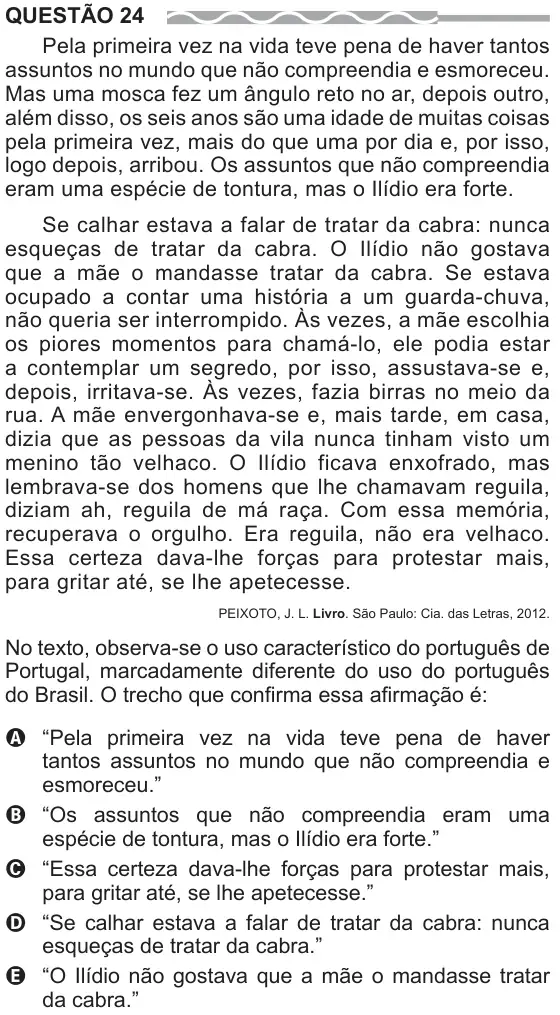 QUESTÃO 24
Pela primeira vez na vida teve pena de haver tantos
assuntos no mundo que não compreendia e esmoreceu.
Mas uma mosca fez um ângulo reto no ar, depois outro,
além disso, os seis anos são uma idade de muitas coisas
pela primeira vez, mais do que uma por dia e, por isso,
logo depois, arribou. Os assuntos que não compreendia
eram uma espécie de tontura, mas o Ilídio era forte.
Se calhar estava a falar de tratar da cabra: nunca
esqueças de tratar da cabra. O Ilídio não gostava
que a mãe o mandasse tratar da cabra. Se estava
ocupado a contar uma história a um guarda-chuva,
não queria ser interrompido. Às vezes, a mãe escolhia
os piores momentos para chamá-lo, ele podia estar
a contemplar um segredo, por isso, assustava-se e,
depois, irritava-se. Às vezes, fazia birras no meio da
rua. A mãe envergonhava-se e, mais tarde, em casa,
dizia que as pessoas da vila nunca tinham visto um
menino tão velhaco. O Ilídio ficava enxofrado, mas
lembrava-se dos homens que lhe chamavam reguila,
diziam ah, reguila de má raça. Com essa memória,
recuperava o orgulho. Era reguila, não era velhaco.
Essa certeza dava-lhe forças para protestar mais,
para gritar até, se lhe apetecesse.
PEIXOTO, J. L. Livro. São Paulo: Cia. das Letras, 2012.
No texto, observa-se o uso característico do português de
Portugal, marcadamente diferente do uso do português
do Brasil. O trecho que confirma essa afirmação é:
A “Pela primeira vez na vida teve pena de haver
tantos assuntos no mundo que não compreendia e
esmoreceu.”
B “Os assuntos que não compreendia eram uma
espécie de tontura, mas o Ilídio era forte.”
C “Essa certeza dava-lhe forças para protestar mais,
para gritar até, se lhe apetecesse.”
D “Se calhar estava a falar de tratar da cabra: nunca
esqueças de tratar da cabra.”
E “O Ilídio não gostava que a mãe o mandasse tratar
da cabra.”